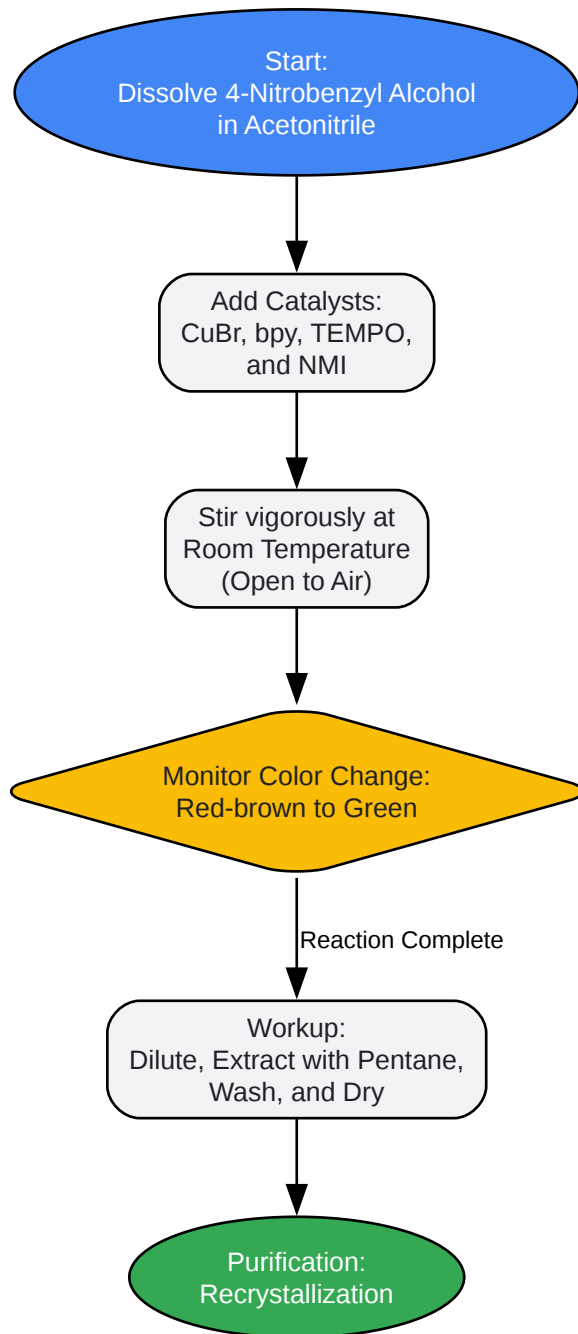 Start:
Dissolve 4-Nitrobenzyl Alcohol
in Acetonitrile
Add Catalysts:
CuBr, bpy, TEMPO,
and NMI
Stir vigorously at
Room Temperature
(Open to Air)
Monitor Color Change:
Red-brown to Green
Reaction Complete
Workup:
Dilute, Extract with Pentane,
Wash, and Dry
Purification:
Recrystallization